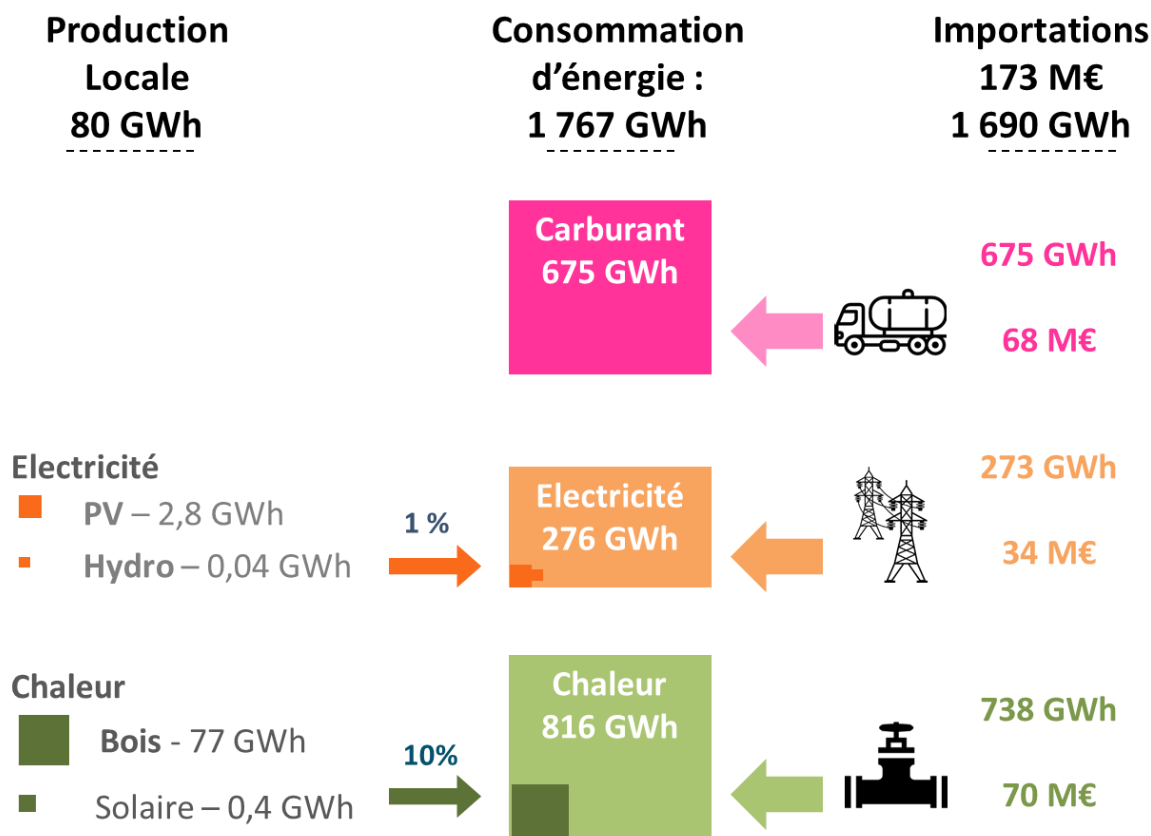 Production
Locale
80 GWh
Consommation
d’énergie :
1 767 GWh
Importations
173 M€
1 690 GWh
Carburant
675 GWh
675 GWh
68 M€
Electricité
PV – 2,8 GWh
Hydro – 0,04 GWh
1 %
Electricité
276 GWh
273 GWh
34 M€
Chaleur
Bois - 77 GWh
Solaire – 0,4 GWh
10%
Chaleur
816 GWh
738 GWh
70 M€